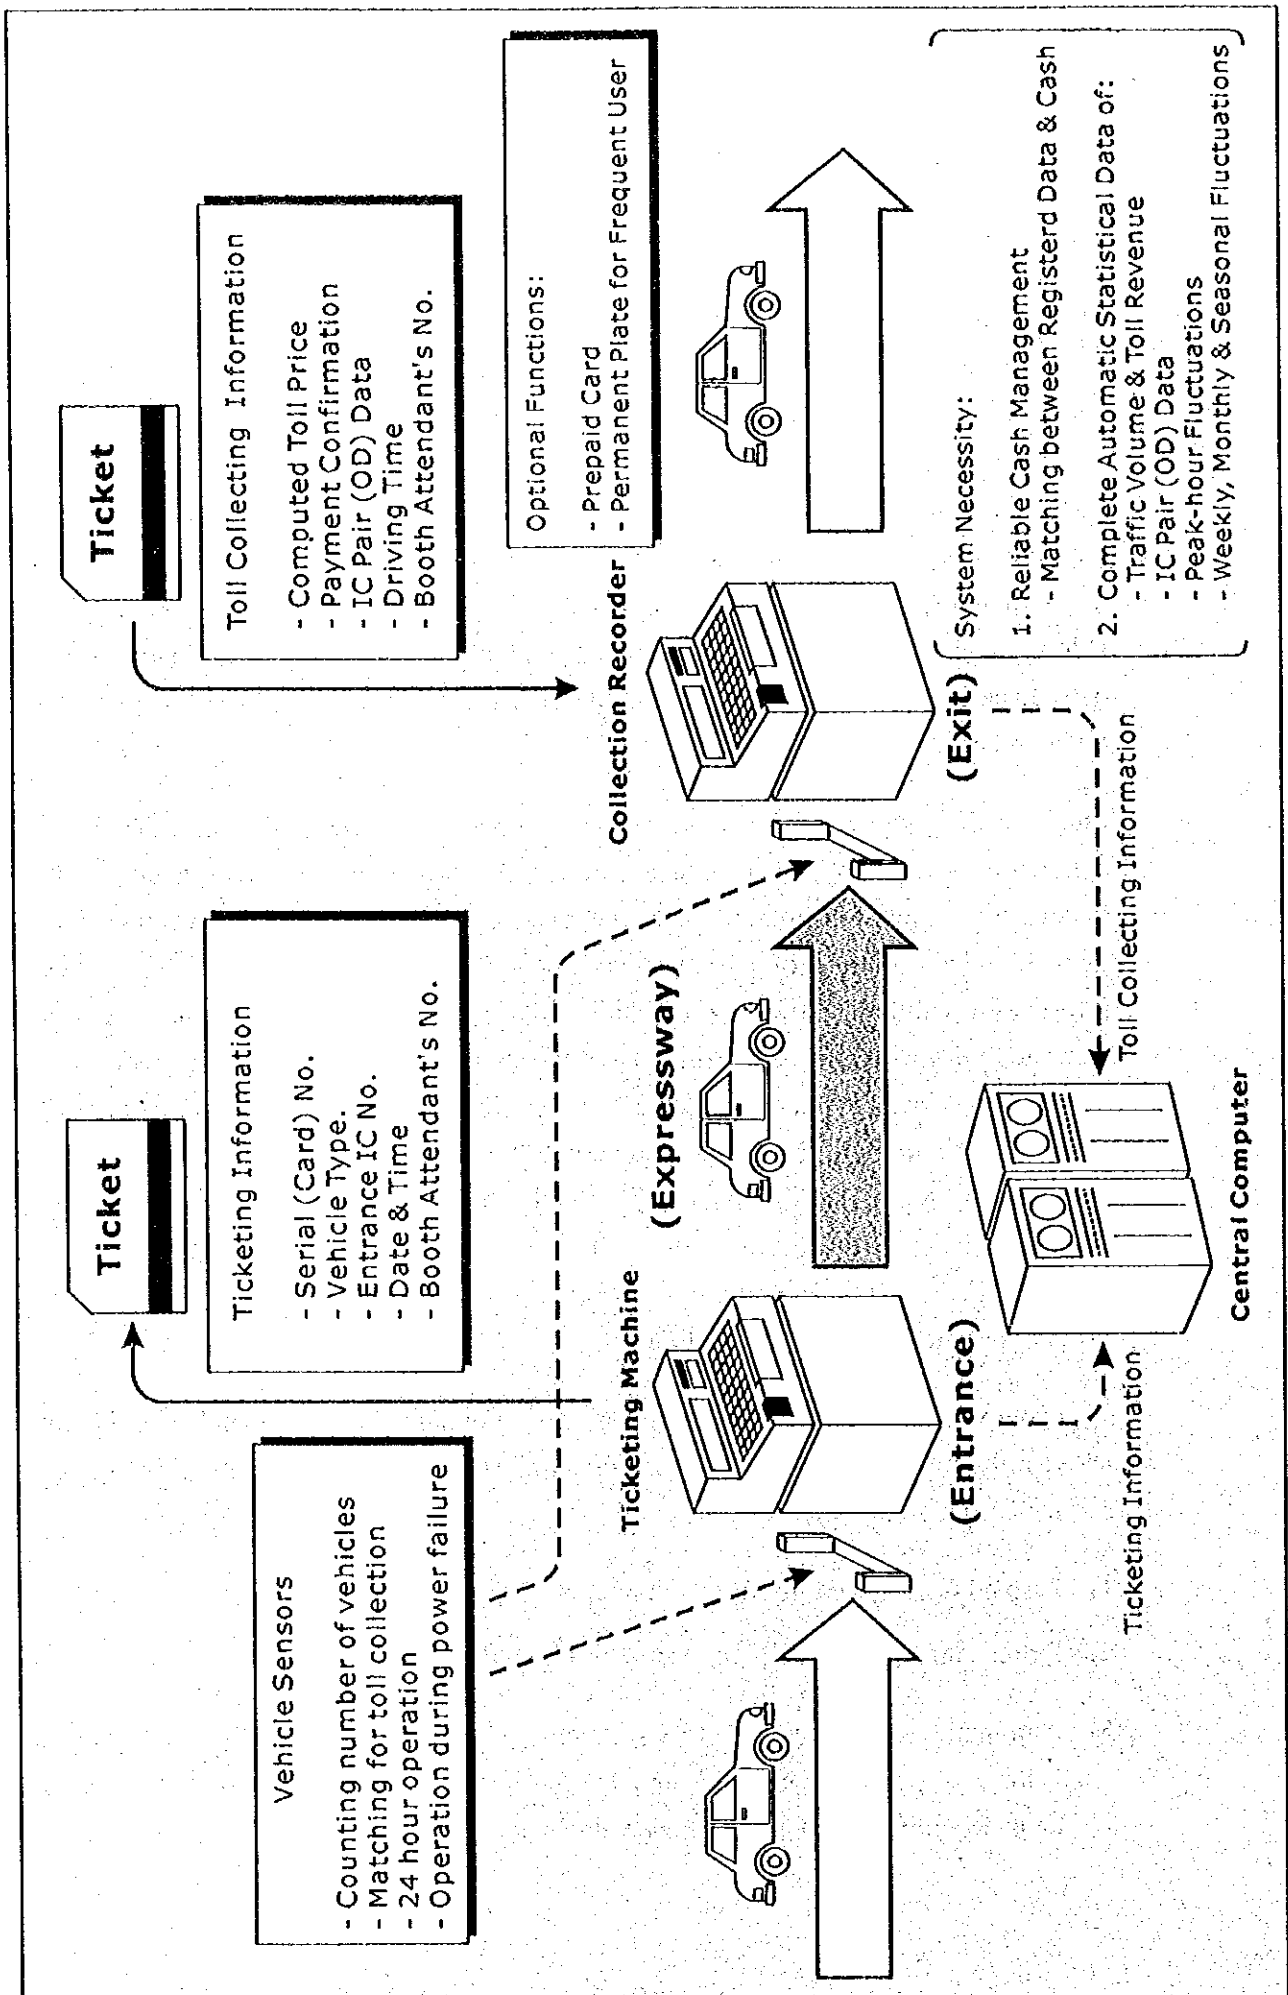 Vehicle Sensors
- Counting number of vehicles
- Matching for toll collection
- 24 hour operation
- Operation during power failure
Ticket
Ticketing Information
- Serial (Card) No.
- Vehicle Type.
- Entrance IC No.
- Date & Time
- Booth Attendant's No.
Ticket
Toll Collecting Information
- Computed Toll Price
- Payment Confirmation
- IC Pair (OD) Data
- Driving Time
- Booth Attendant's No.
Optional Functions:
- Prepaid Card
- Permanent Plate for Frequent User
Ticketing Machine
(Expressway)
Collection Recorder
(Entrance)
(Exit)
Ticketing Information
Central Computer
Toll Collecting Information
System Necessity:
1. Reliable Cash Management
- Matching between Registerd Data & Cash
2. Complete Automatic Statistical Data of:
- Traffic Volume & Toll Revenue
- IC Pair (OD) Data
- Peak-hour Fluctuations
- Weekly, Monthly & Seasonal Fluctuations